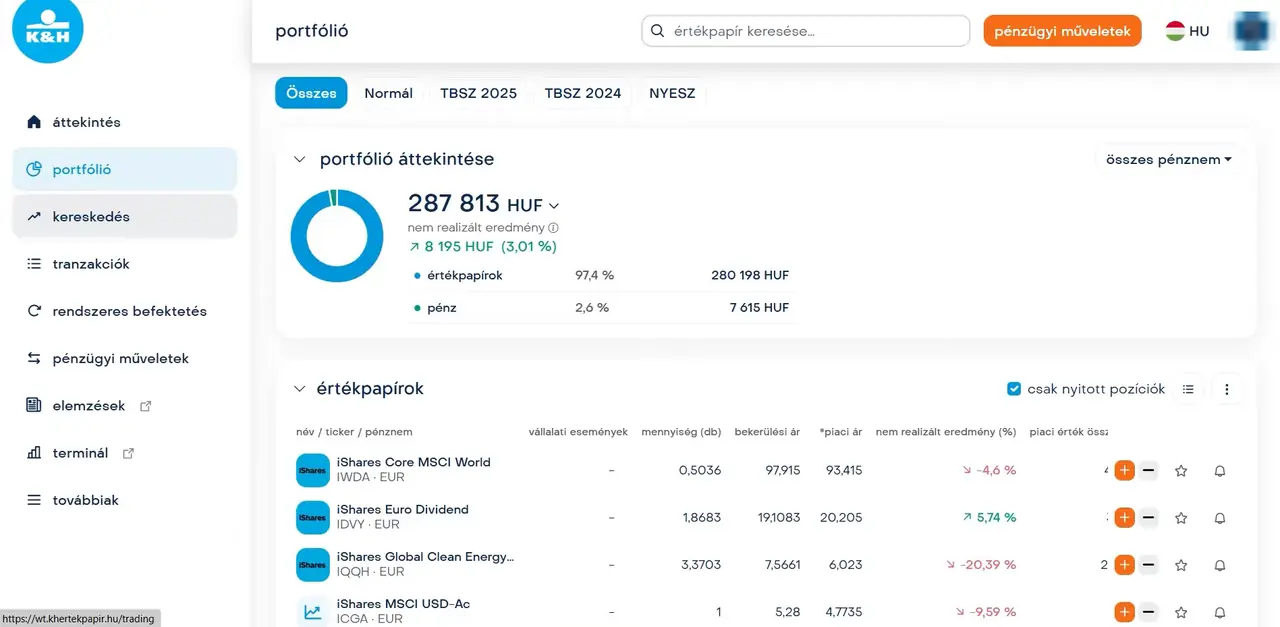 K&H
portfólió
értékpapír keresése...
pénzügyi műveletek
HU
áttekintés
portfólió
kereskedés
tranzakciók
rendszeres befektetés
pénzügyi műveletek
elemzések
terminál
továbbiak
Összes
Normál
TBSZ 2025
TBSZ 2024
NYESZ
portfólió áttekintése
összes pénznem
287 813 HUF
nem realizált eredmény
8 195 HUF (3,01 %)
értékpapírok 97,4 % 280 198 HUF
pénz 2,6 % 7 615 HUF
értékpapírok
csak nyitott pozíciók
név / ticker / pénznem vállalati események mennyiség (db) bekerülési ár *piaci ár nem realizált eredmény (%) piaci érték össz
iShares iShares Core MSCI World
IWDA · EUR
- 0,5036 97,915 93,415 -4,6 %
iShares iShares Euro Dividend
IDVY · EUR
- 1,8683 19,1083 20,205 5,74 %
iShares iShares Global Clean Energy...
IQQH · EUR
- 3,3703 7,5661 6,023 -20,39 % 2
iShares MSCI USD-Ac
ICGA · EUR
- 1 5,28 4,7735 -9,59 %
https://wt.khertekpapir.hu/trading